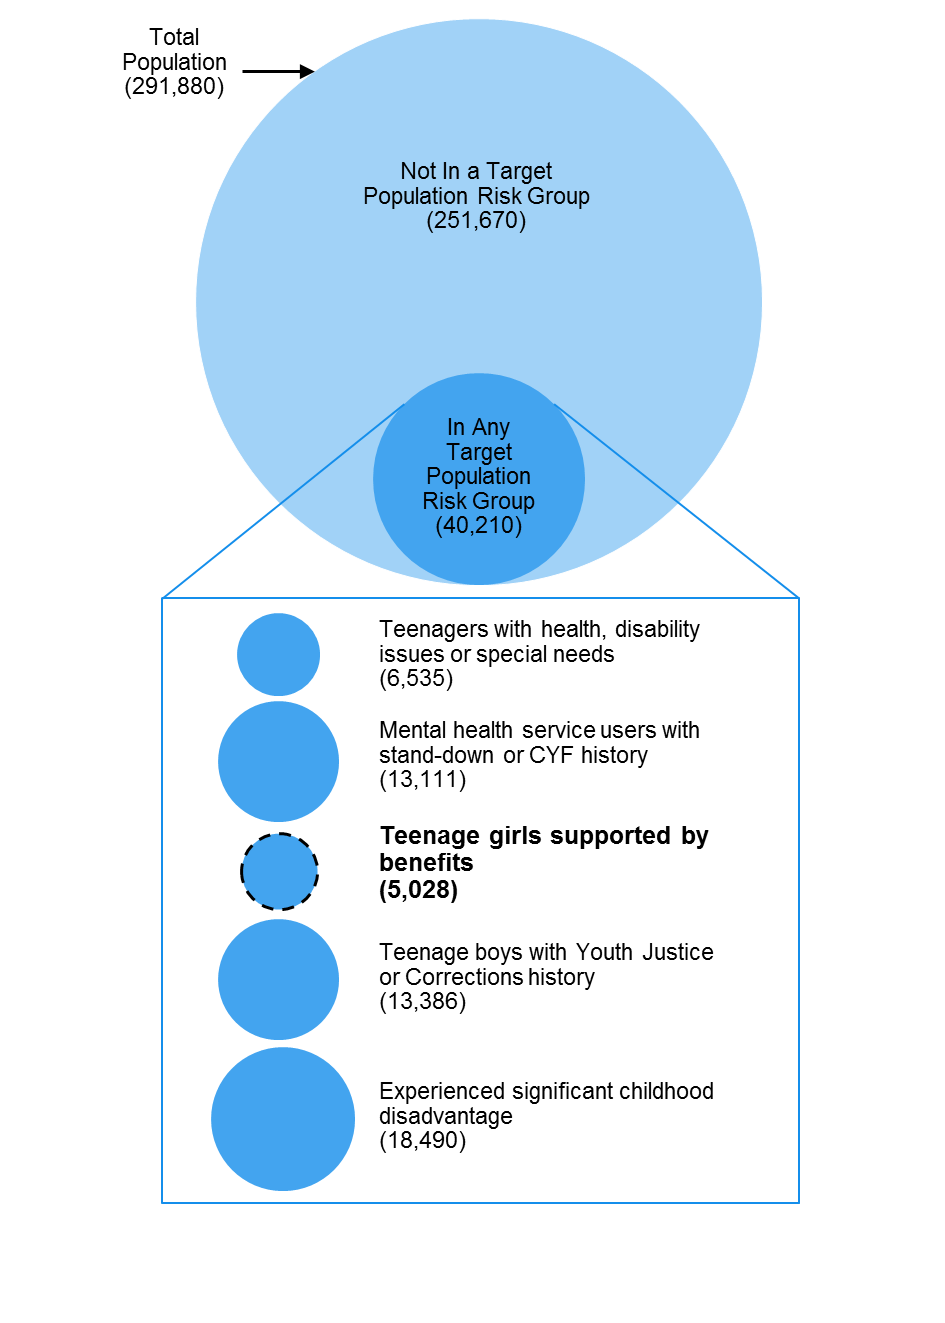 Total
Population
(291,880)
Not In a Target
Population Risk Group
(251,670)
In Any
Target
Population
Risk Group
(40,210)
Teenagers with health, disability
issues or special needs
(6,535)
Mental health service users with
stand-down or CYF history
(13,111)
Teenage girls supported by
benefits
(5,028)
Teenage boys with Youth Justice
or Corrections history
(13,386)
Experienced significant childhood
disadvantage
(18,490)